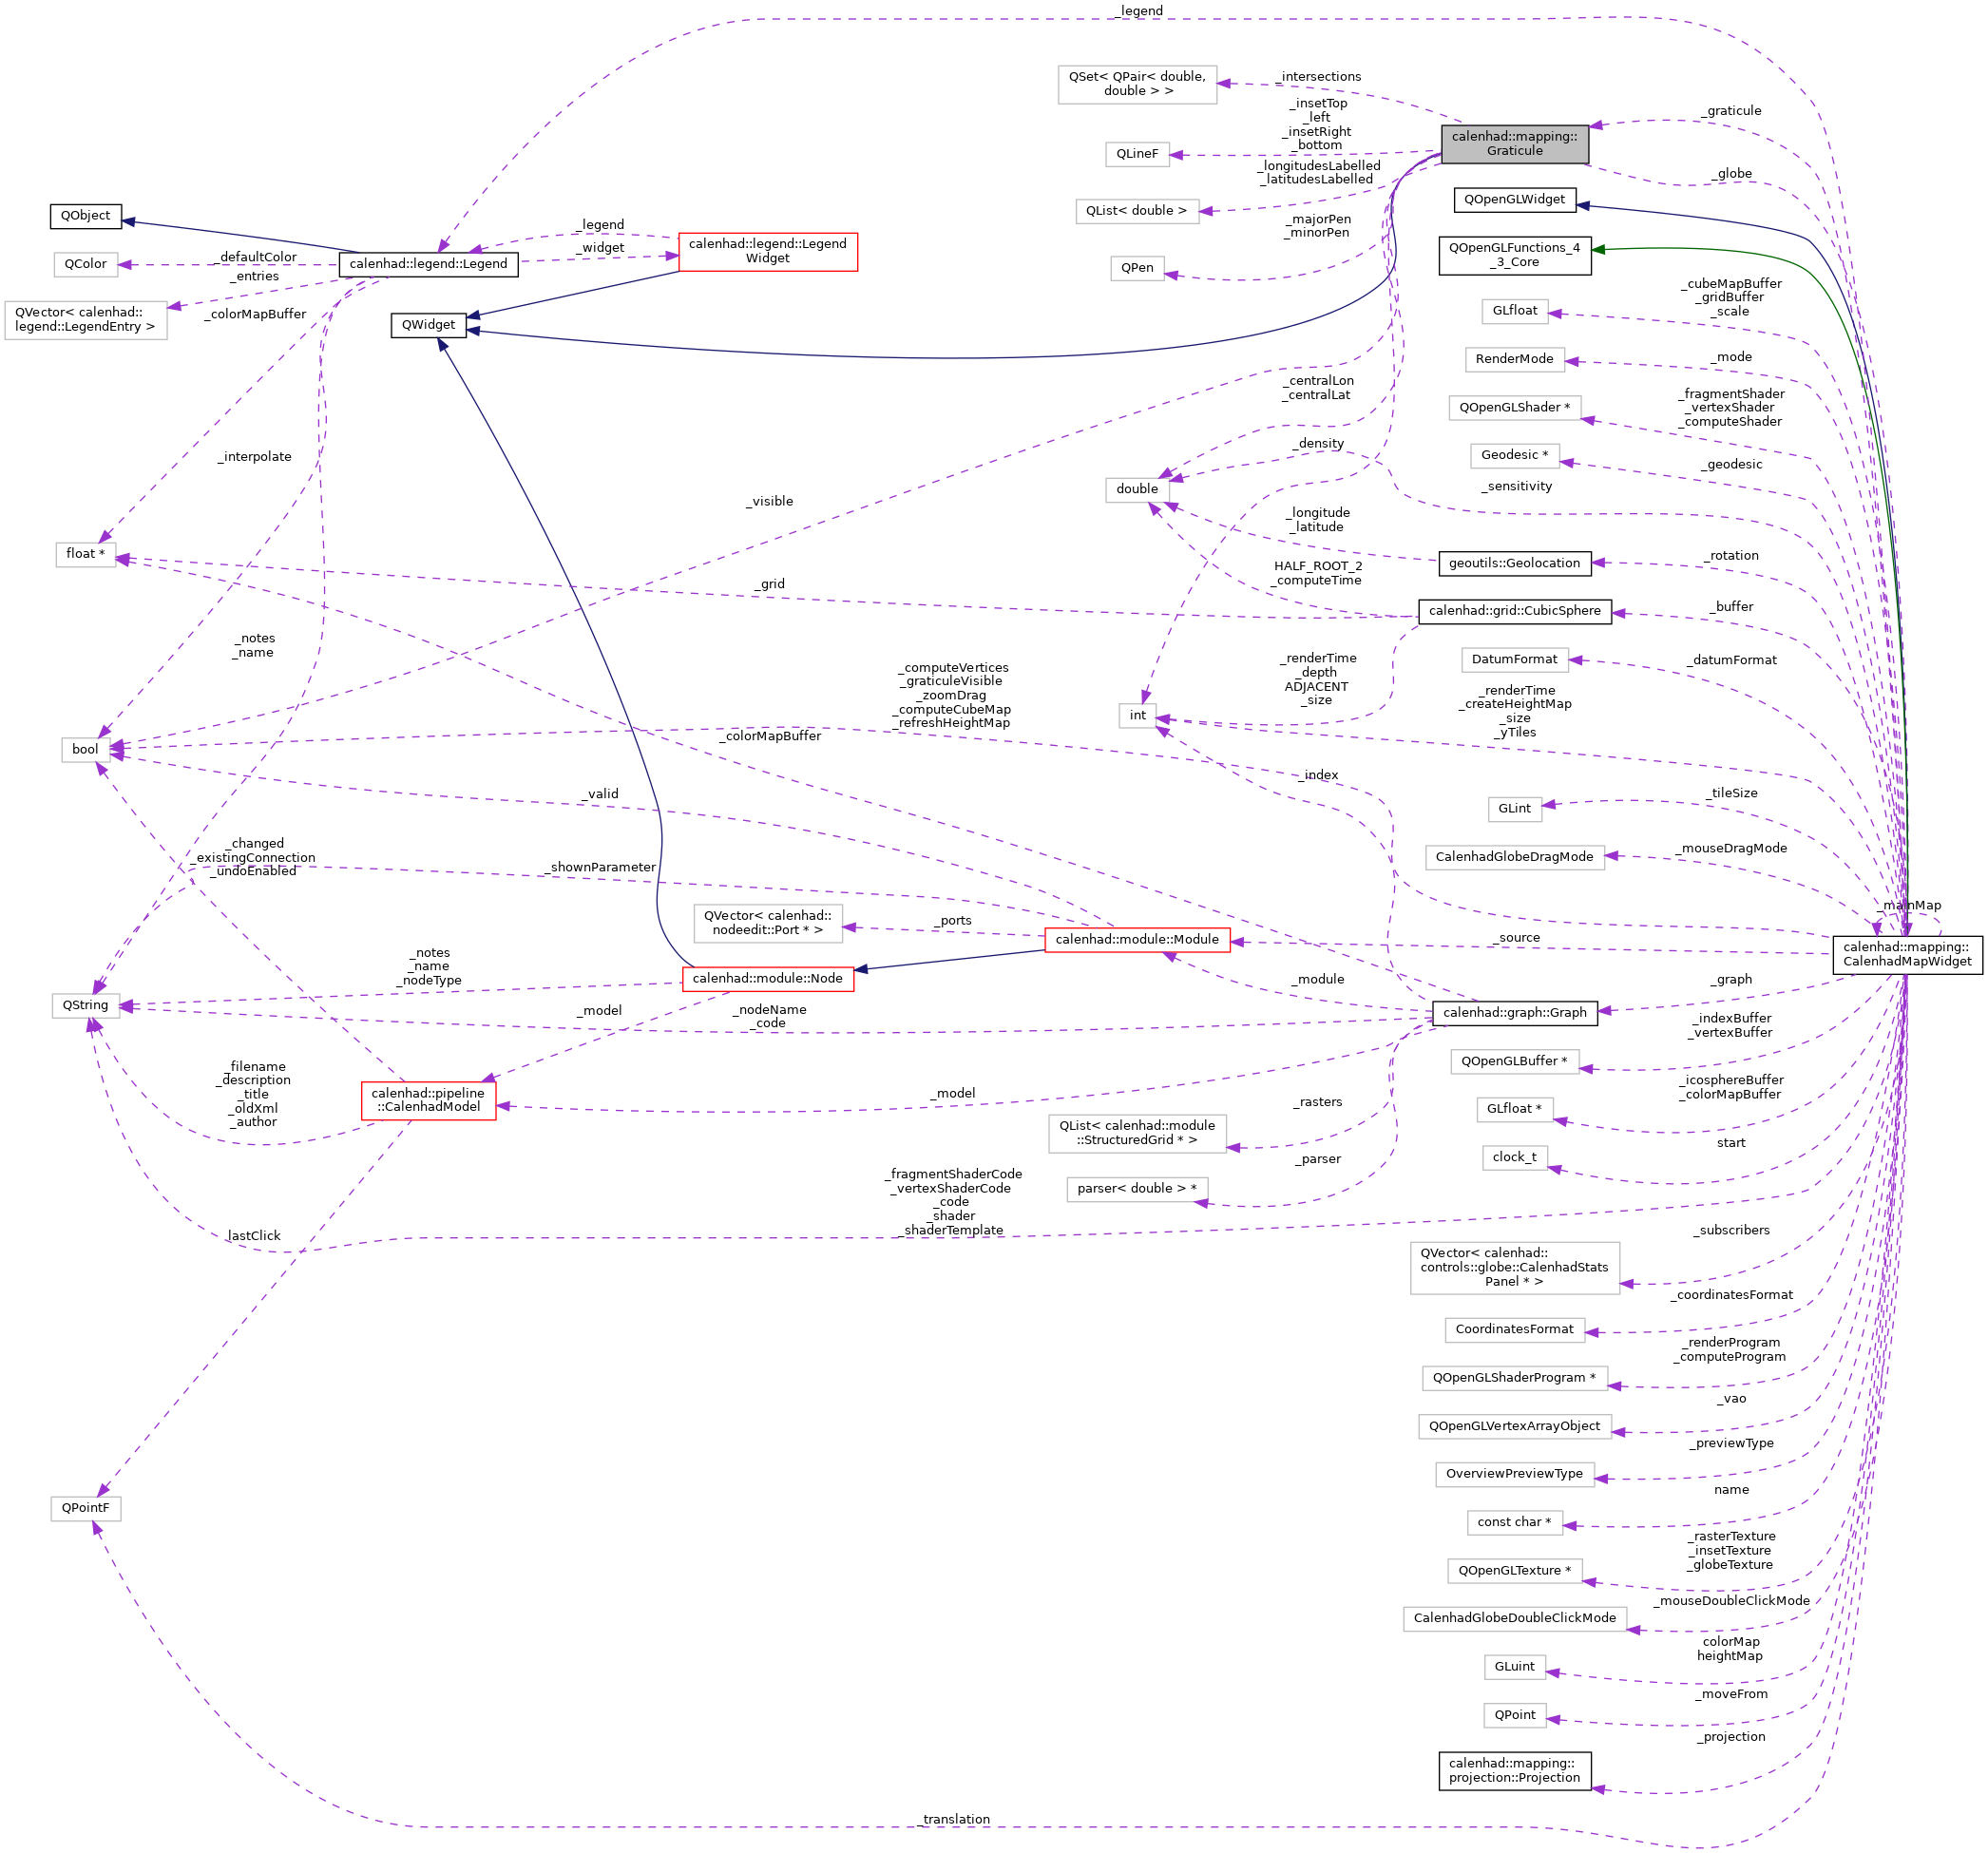 _legend
QSet< QPair< double,
double > >
_intersections
_insetTop
_left
_insetRight
_bottom
QLineF
calenhad::mapping::
Graticule
_graticule
_longitudesLabelled
_latitudesLabelled
_globe
QList< double >
QOpenGLWidget
QObject
_legend
_majorPen
_minorPen
calenhad::legend::Legend
Widget
QOpenGLFunctions_4
_3_Core
QColor
_defaultColor
calenhad::legend::Legend
_widget
QPen
_entries
_cubeMapBuffer
_gridBuffer
_scale
QVector< calenhad::
legend::LegendEntry >
_colorMapBuffer
QWidget
GLfloat
RenderMode
_mode
_centralLon
_centralLat
QOpenGLShader *
_fragmentShader
_vertexShader
_computeShader
_interpolate
_density
Geodesic *
_geodesic
_visible
double
_sensitivity
_longitude
_latitude
float *
geoutils::Geolocation
_rotation
_grid
HALF_ROOT_2
_computeTime
calenhad::grid::CubicSphere
_buffer
_notes
_name
_computeVertices
_graticuleVisible
_zoomDrag
_computeCubeMap
_refreshHeightMap
_renderTime
_depth
ADJACENT
_size
DatumFormat
_datumFormat
_renderTime
_createHeightMap
_size
_yTiles
int
bool
_colorMapBuffer
_index
_valid
GLint
_tileSize
_changed
_existingConnection
_undoEnabled
_shownParameter
CalenhadGlobeDragMode
_mouseDragMode
_mainMap
QVector< calenhad::
nodeedit::Port * >
_ports
calenhad::module::Module
_source
calenhad::mapping::
CalenhadMapWidget
_notes
_name
_nodeType
calenhad::module::Node
_module
_graph
QString
_model
_nodeName
_code
calenhad::graph::Graph
_indexBuffer
_vertexBuffer
QOpenGLBuffer *
_filename
_description
_title
_oldXml
_author
calenhad::pipeline
::CalenhadModel
_model
_rasters
GLfloat *
_icosphereBuffer
_colorMapBuffer
QList< calenhad::module
::StructuredGrid * >
clock_t
start
_parser
parser< double > *
_fragmentShaderCode
_vertexShaderCode
_code
_shader
_shaderTemplate
lastClick
_subscribers
QVector< calenhad::
controls::globe::CalenhadStats
Panel * >
_coordinatesFormat
CoordinatesFormat
_renderProgram
_computeProgram
QOpenGLShaderProgram *
_vao
QOpenGLVertexArrayObject
_previewType
OverviewPreviewType
name
QPointF
const char *
_rasterTexture
_insetTexture
_globeTexture
QOpenGLTexture *
_mouseDoubleClickMode
CalenhadGlobeDoubleClickMode
colorMap
heightMap
GLuint
_moveFrom
QPoint
_projection
calenhad::mapping::
projection::Projection
_translation